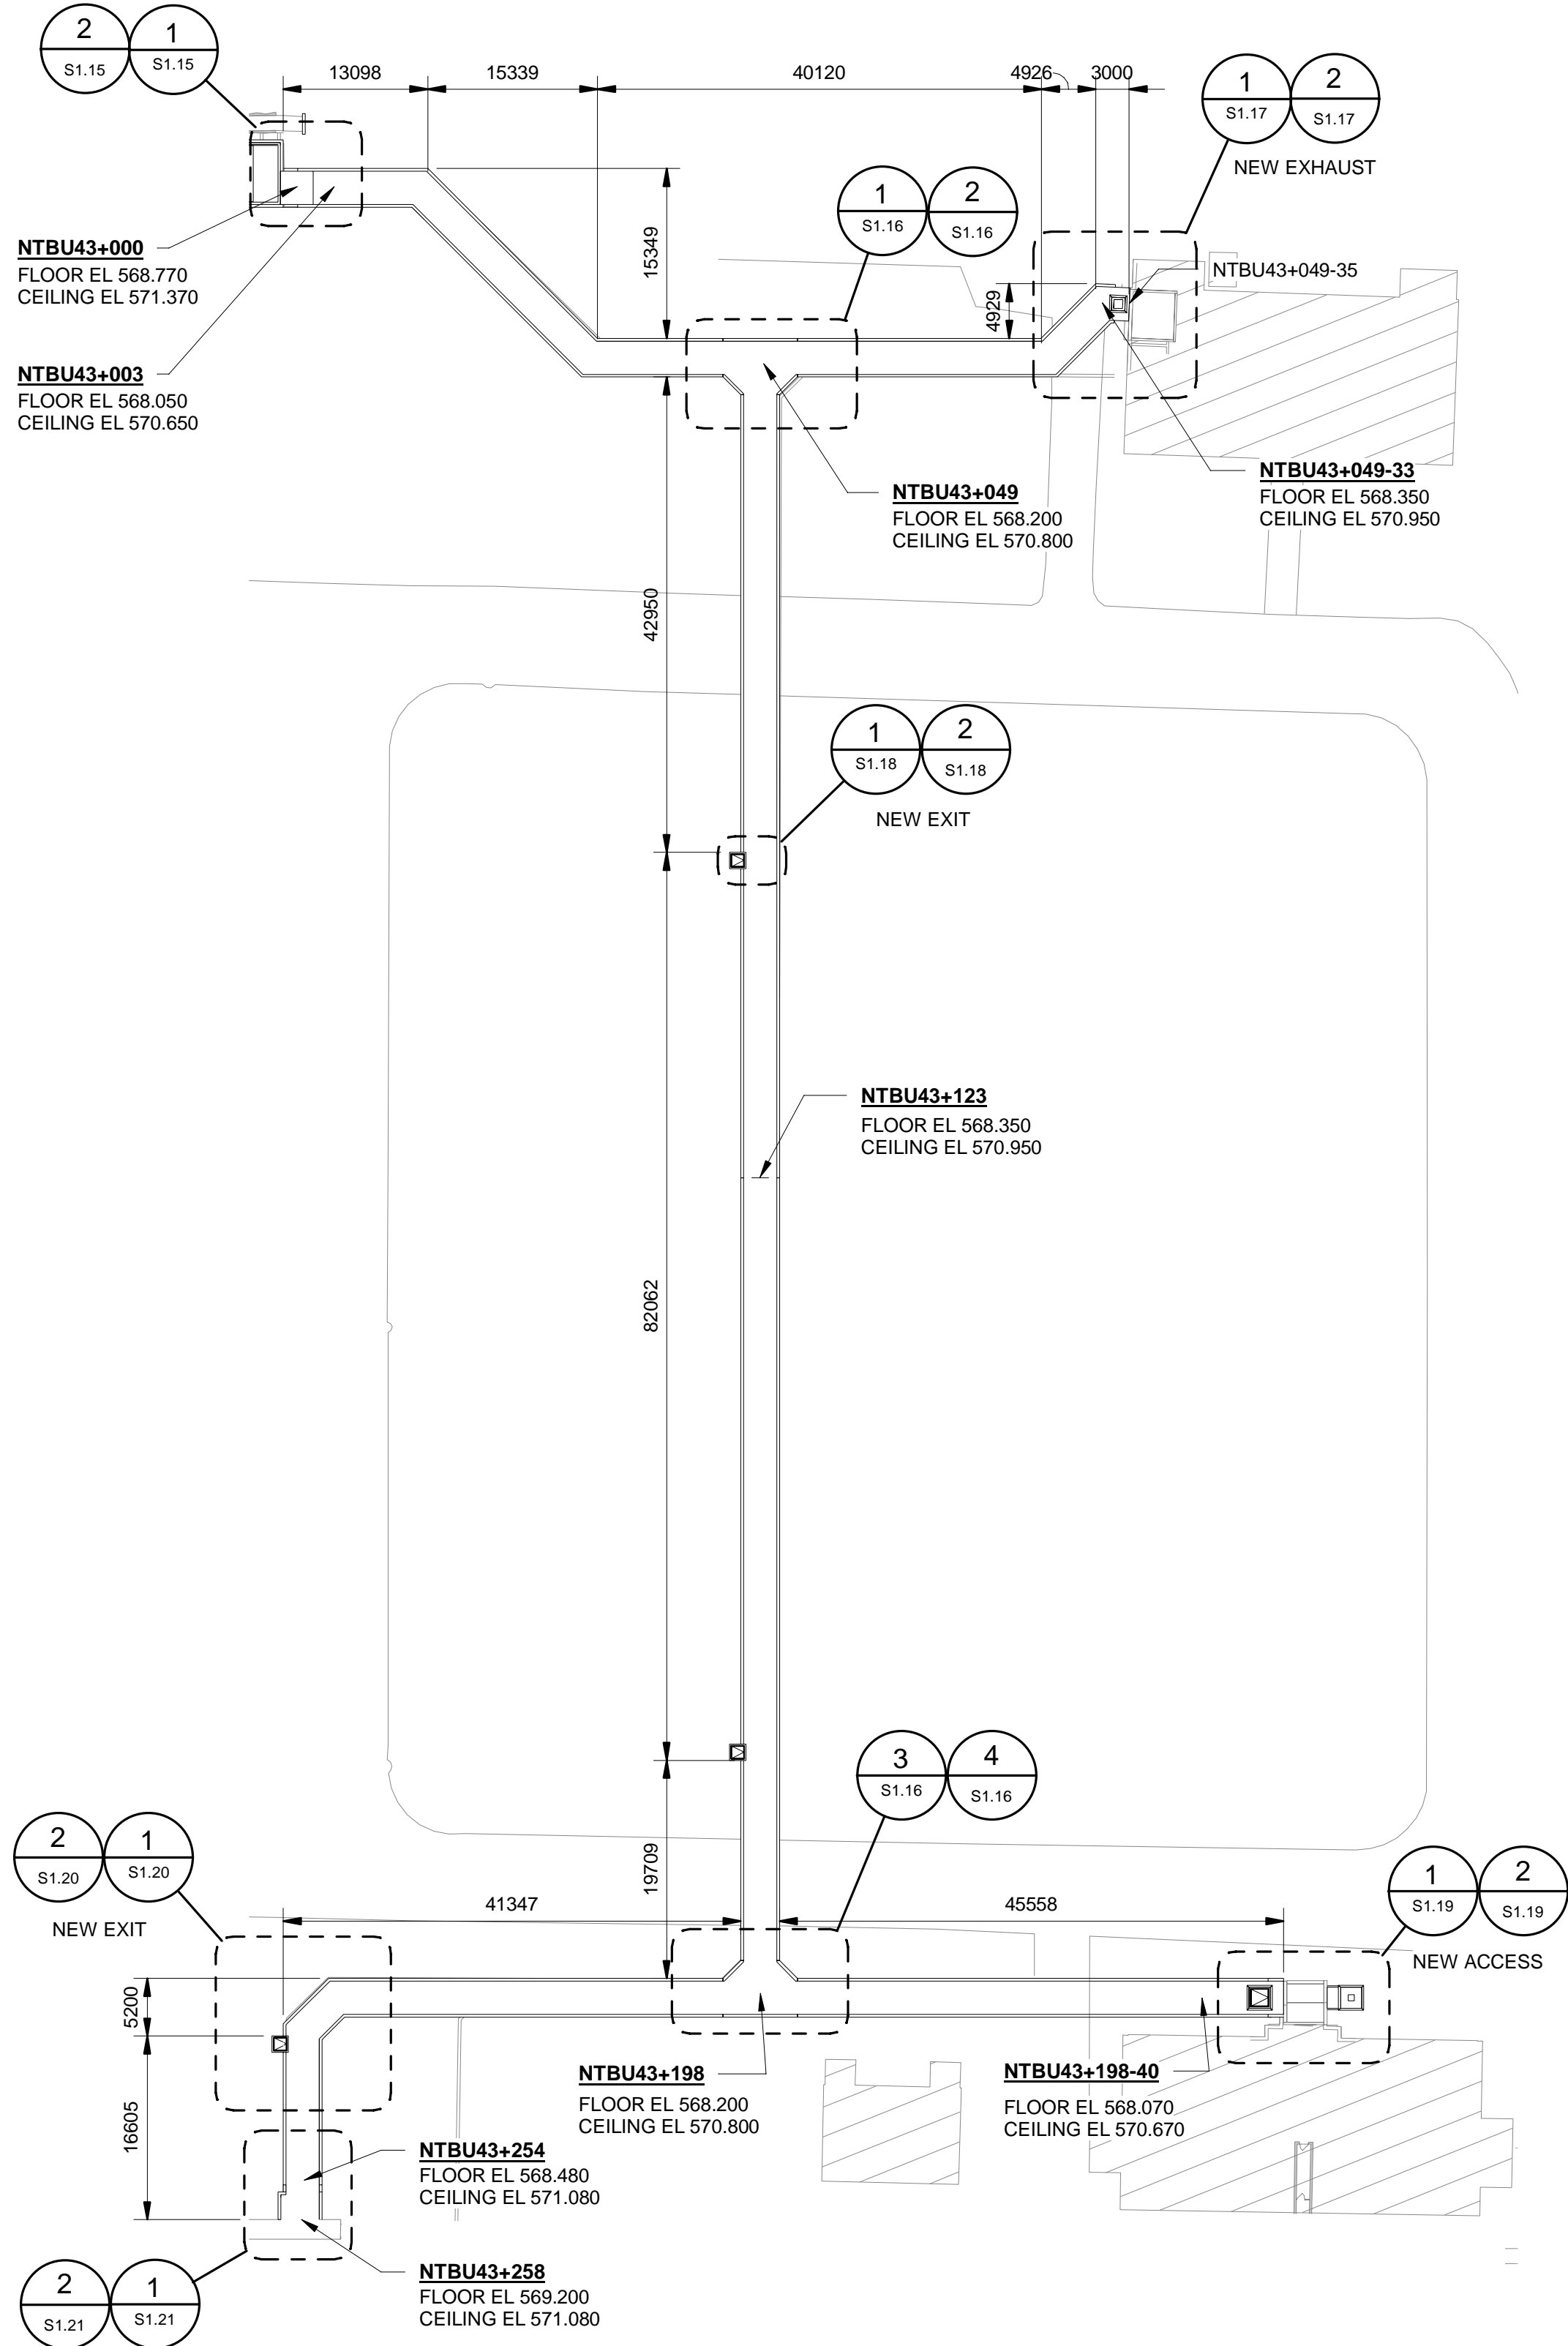 2
S1.15
1
S1.15
13098
15339
40120
4926
3000
1
S1.17
2
S1.17
NEW EXHAUST
1
S1.16
2
S1.16
NTBU43+000
FLOOR EL 568.770
CEILING EL 571.370
15349
4929
NTBU43+049-35
NTBU43+003
FLOOR EL 568.050
CEILING EL 570.650
NTBU43+049
FLOOR EL 568.200
CEILING EL 570.800
NTBU43+049-33
FLOOR EL 568.350
CEILING EL 570.950
42950
1
S1.18
2
S1.18
NEW EXIT
NTBU43+123
FLOOR EL 568.350
CEILING EL 570.950
82062
3
S1.16
4
S1.16
2
S1.20
1
S1.20
NEW EXIT
19709
41347
45558
1
S1.19
2
S1.19
NEW ACCESS
5200
16605
NTBU43+198
FLOOR EL 568.200
CEILING EL 570.800
NTBU43+198-40
FLOOR EL 568.070
CEILING EL 570.670
NTBU43+254
FLOOR EL 568.480
CEILING EL 571.080
NTBU43+258
FLOOR EL 569.200
CEILING EL 571.080
2
S1.21
1
S1.21